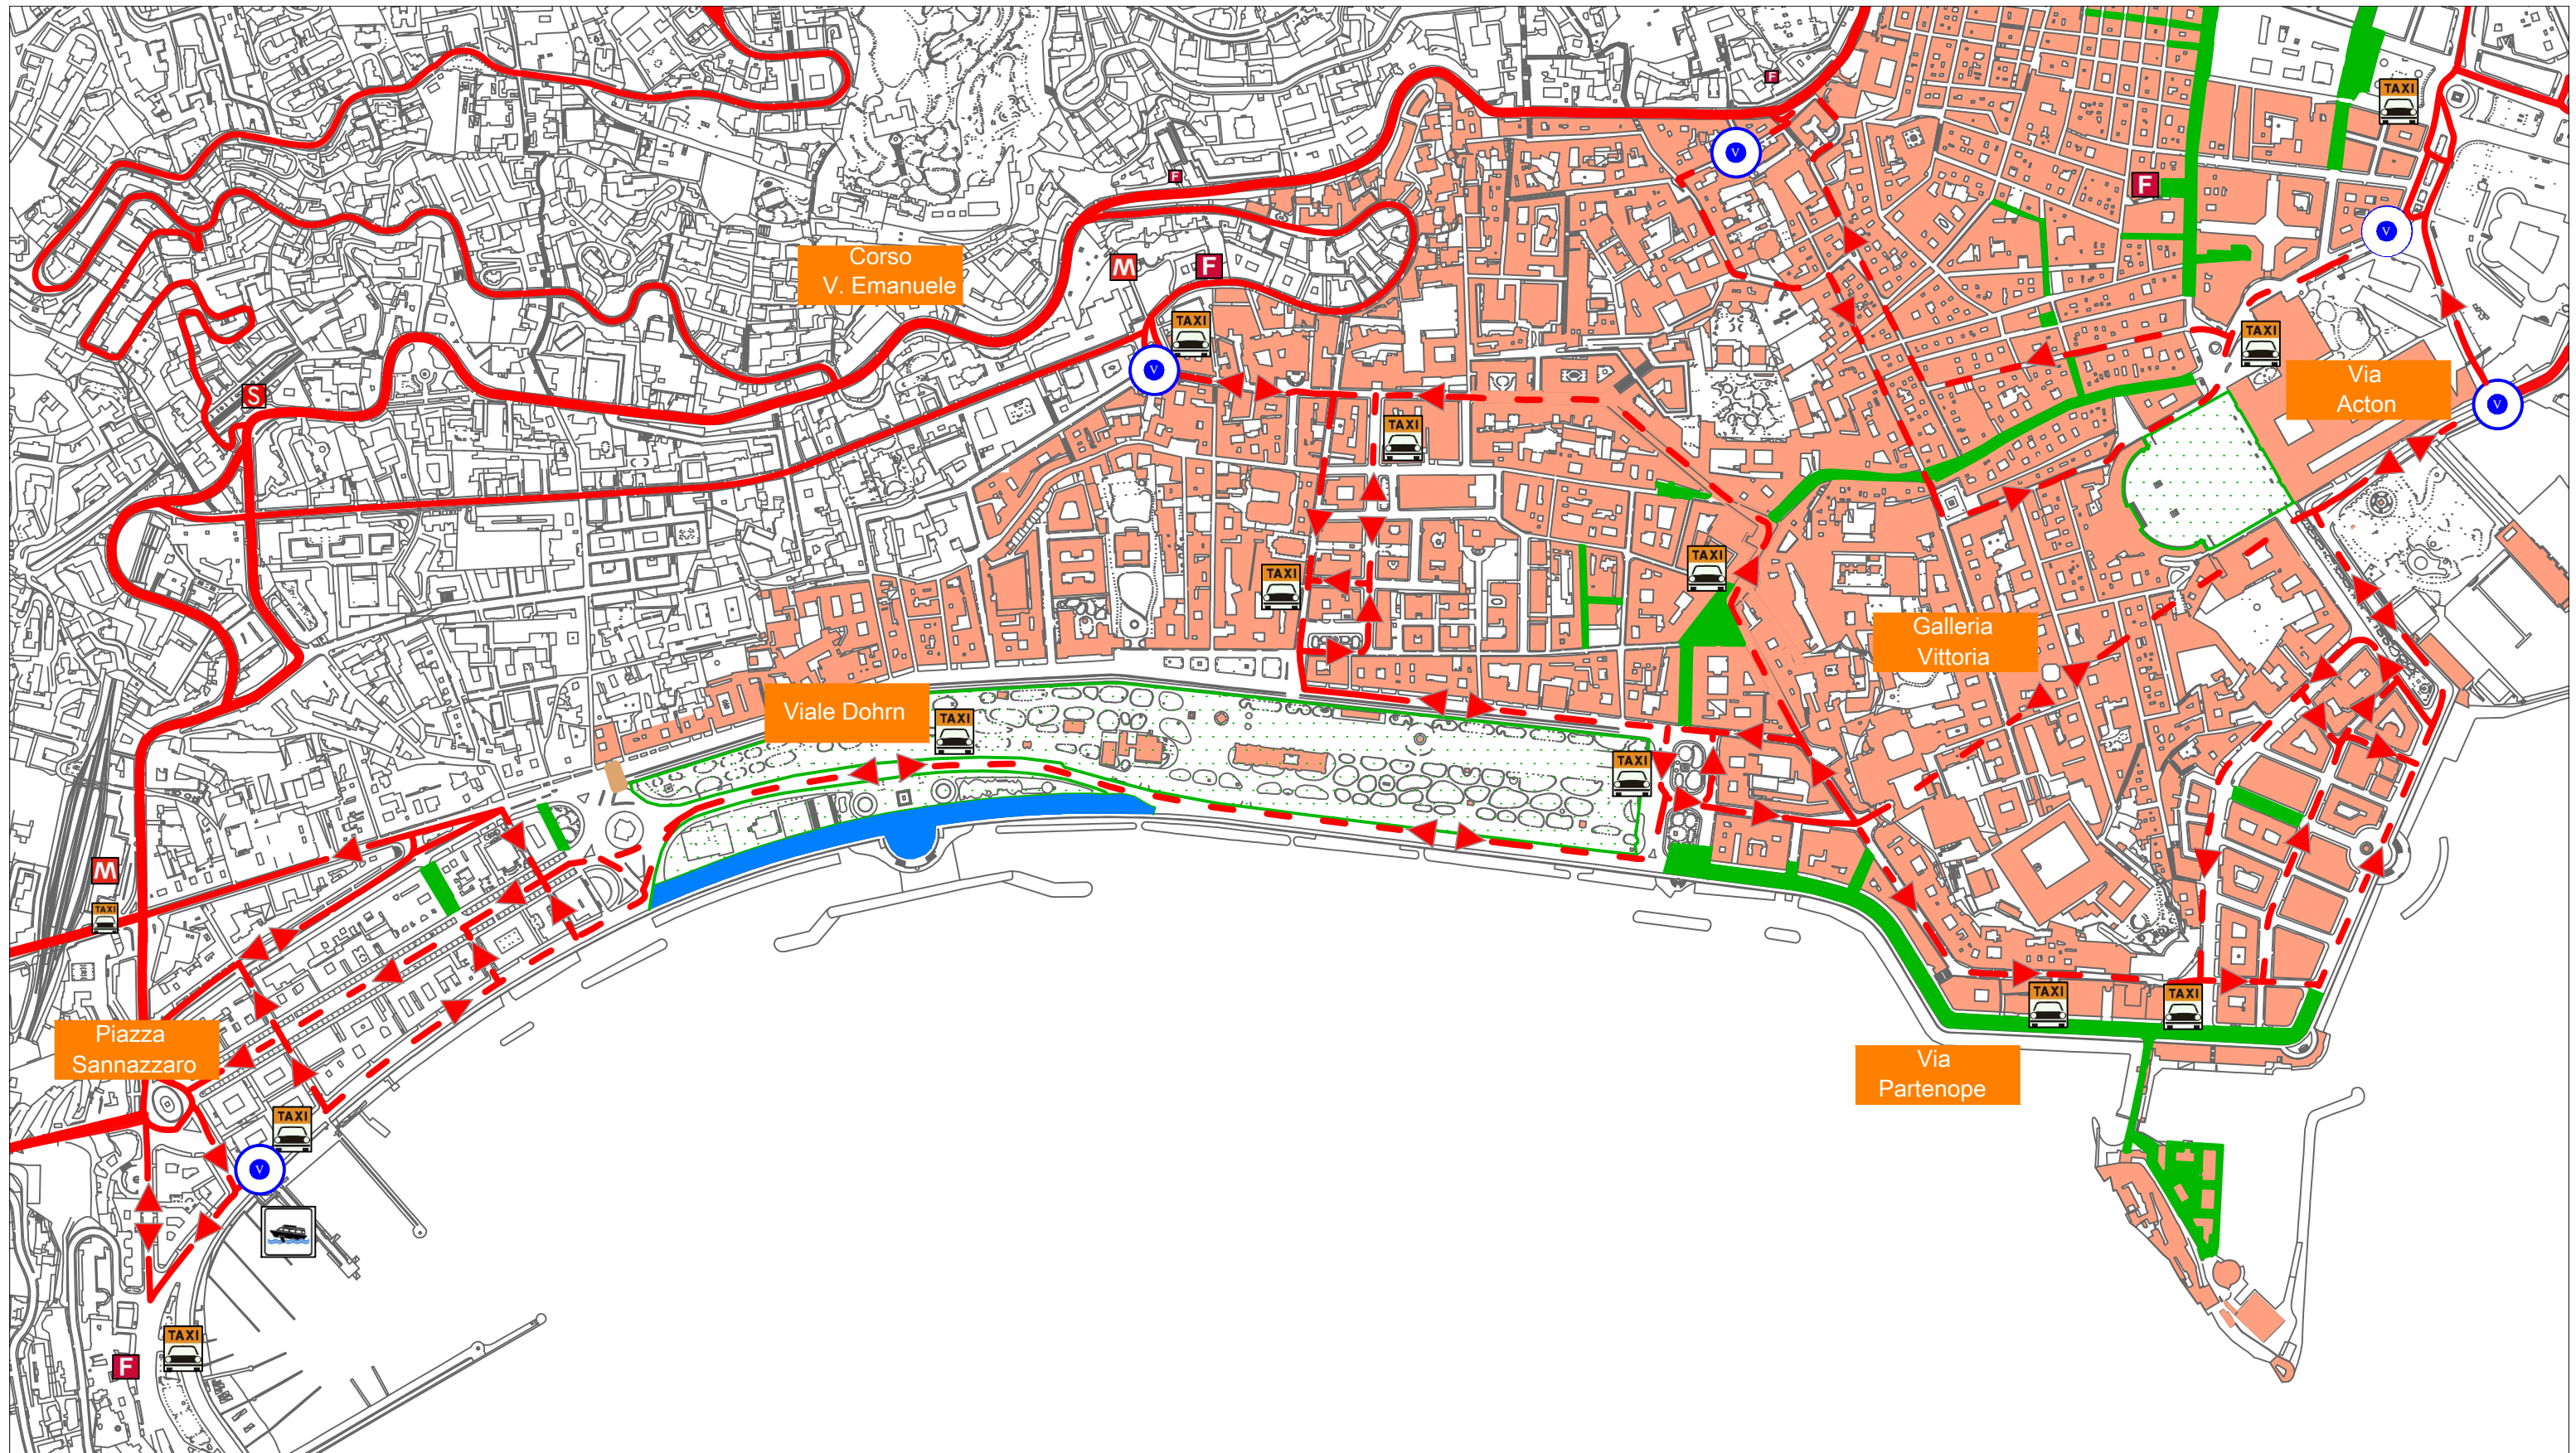 F
TAXI
V
F
F
V
Corso
V. Emanuele
M
F
TAXI
TAXI
V
Via
Acton
S
V
TAXI
TAXI
TAXI
Galleria
Vittoria
Viale Dohrn
TAXI
TAXI
M
TAXI
TAXI
TAXI
Piazza
Sannazzaro
Via
Partenope
TAXI
V
TAXI
F